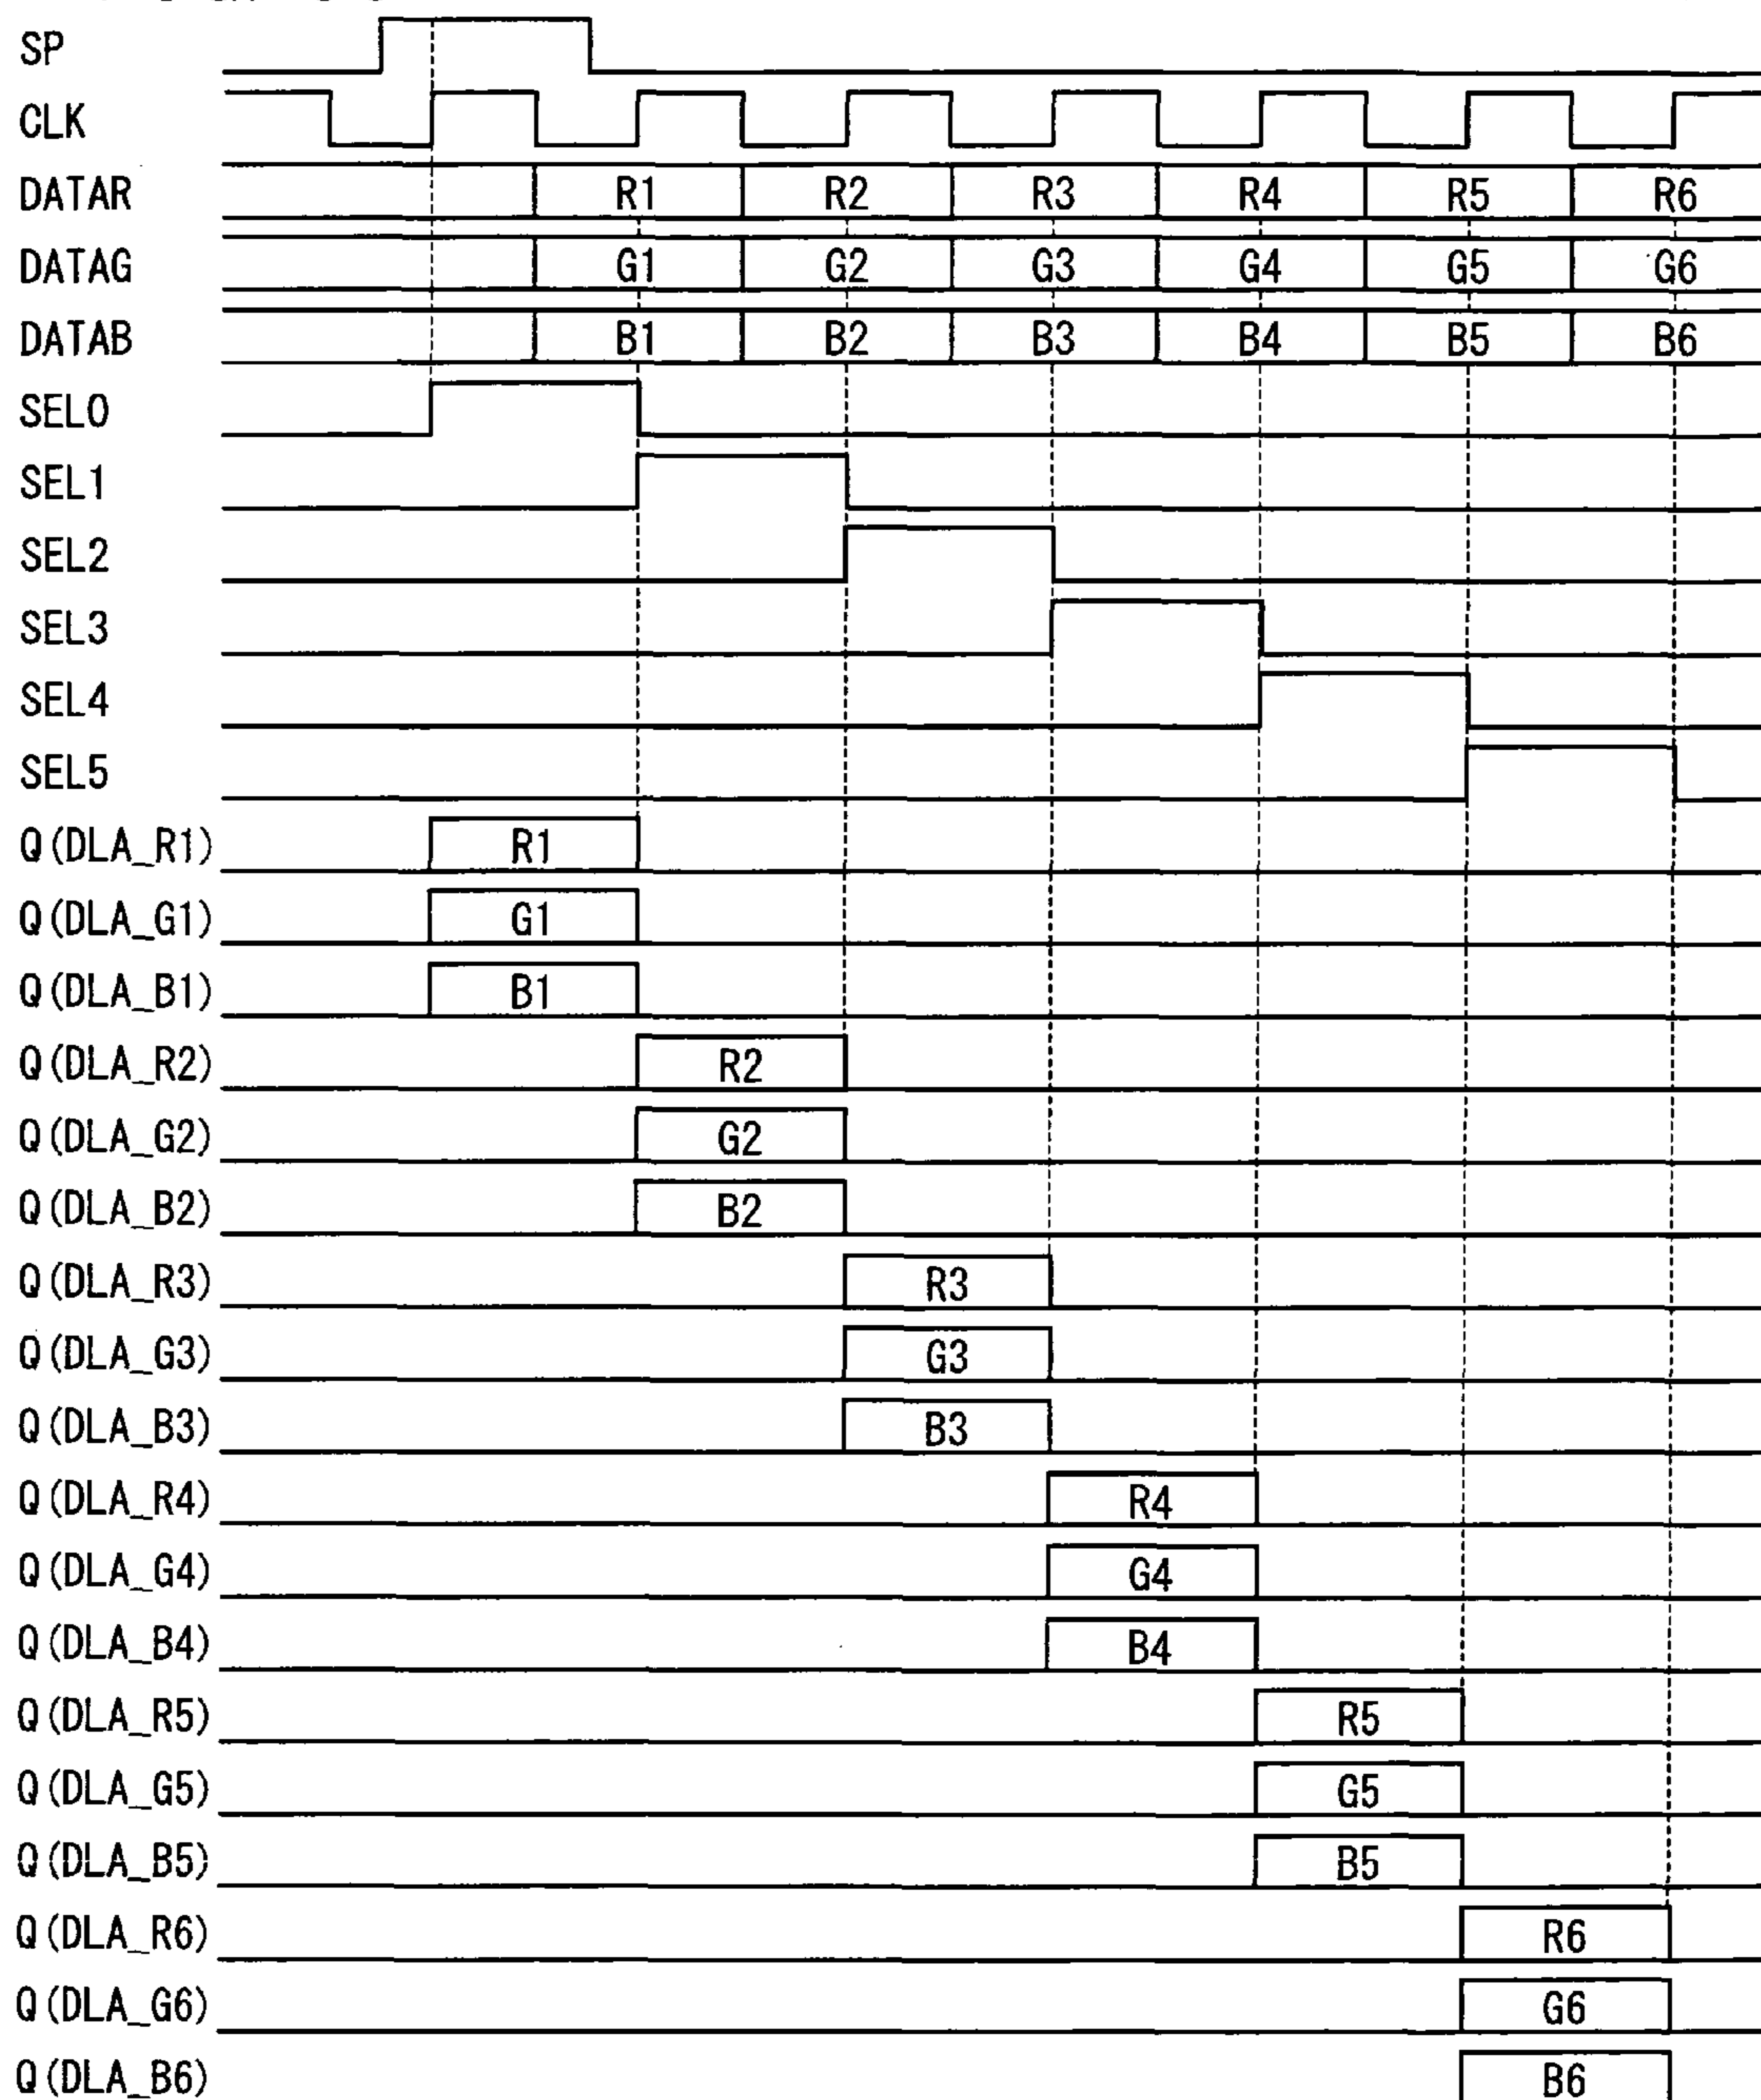 SP
CLK
DATAR R1 R2 R3 R4 R5 R6
DATAG G1 G2 G3 G4 G5 G6
DATAB B1 B2 B3 B4 B5 B6
SEL0
SEL1
SEL2
SEL3
SEL4
SEL5
Q(DLA_R1) R1
Q(DLA_G1) G1
Q(DLA_B1) B1
Q(DLA_R2) R2
Q(DLA_G2) G2
Q(DLA_B2) B2
Q(DLA_R3) R3
Q(DLA_G3) G3
Q(DLA_B3) B3
Q(DLA_R4) R4
Q(DLA_G4) G4
Q(DLA_B4) B4
Q(DLA_R5) R5
Q(DLA_G5) G5
Q(DLA_B5) B5
Q(DLA_R6) R6
Q(DLA_G6) G6
Q(DLA_B6) B6